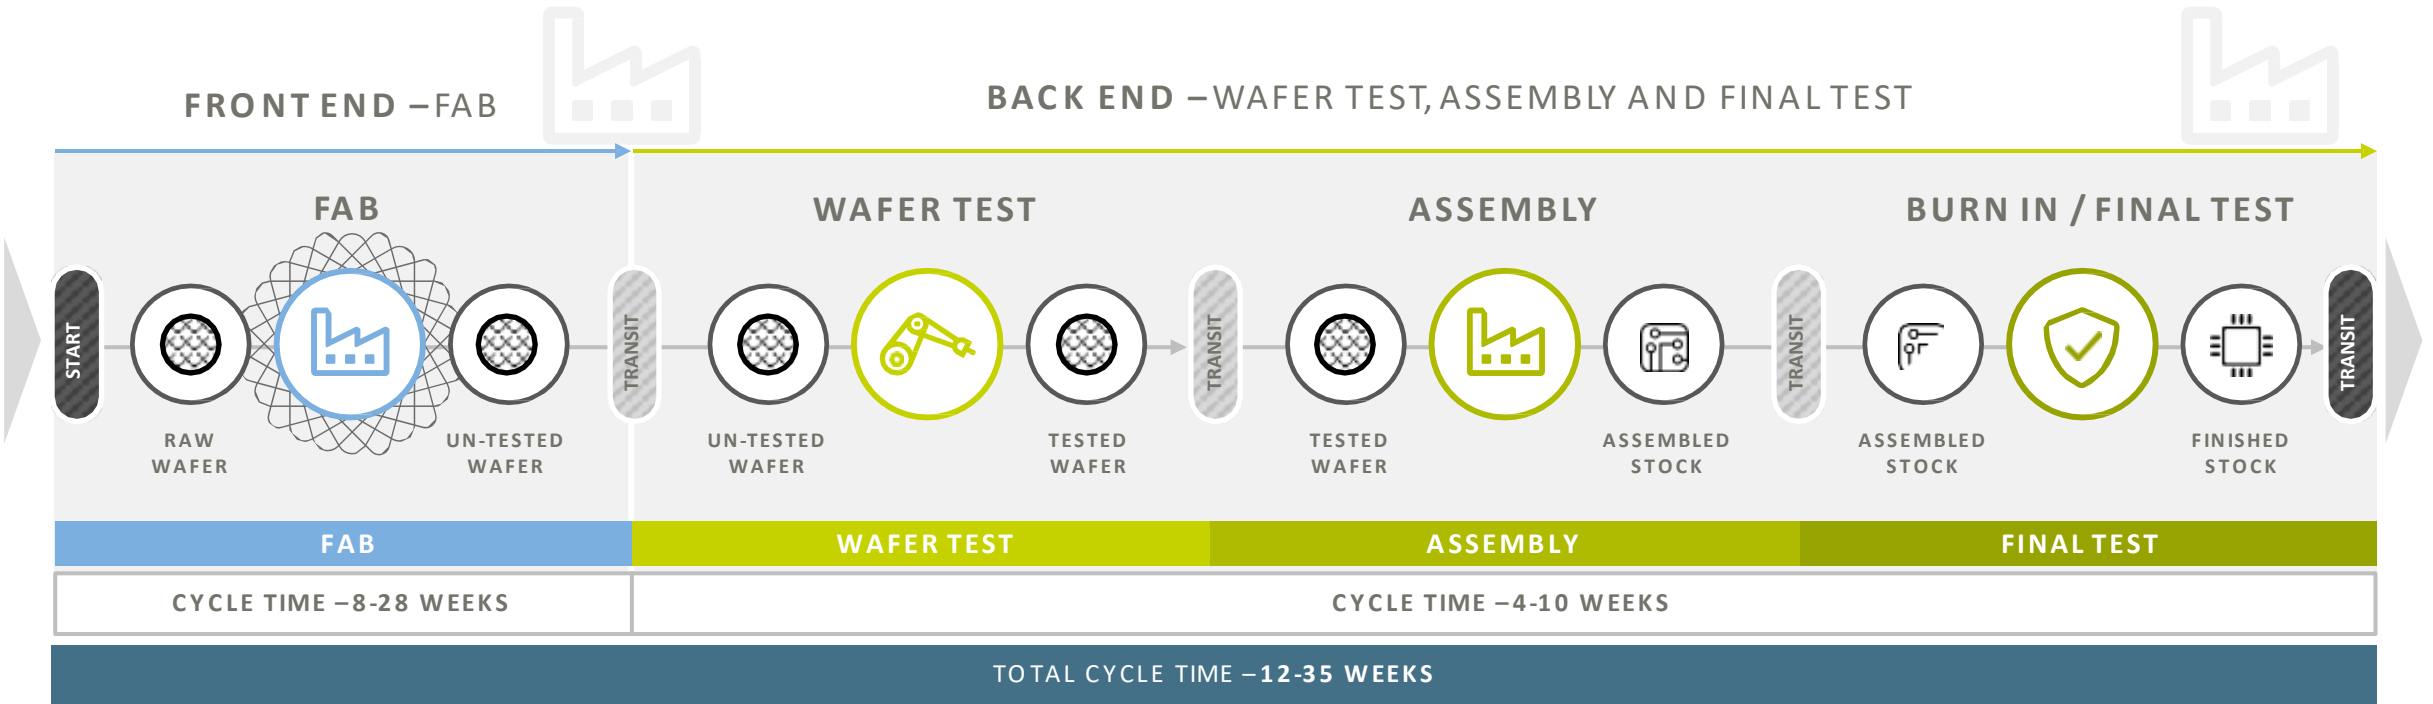 FRONT END – FAB
BACK END – WAFER TEST, ASSEMBLY AND FINAL TEST
FAB
WAFER TEST
ASSEMBLY
BURN IN / FINAL TEST
START
TRANSIT
TRANSIT
TRANSIT
TRANSIT
RAW
WAFER
UN-TESTED
WAFER
UN-TESTED
WAFER
TESTED
WAFER
TESTED
WAFER
ASSEMBLED
STOCK
ASSEMBLED
STOCK
FINISHED
STOCK
FAB
WAFER TEST
ASSEMBLY
FINAL TEST
CYCLE TIME – 8-28 WEEKS
CYCLE TIME – 4-10 WEEKS
TOTAL CYCLE TIME – 12-35 WEEKS